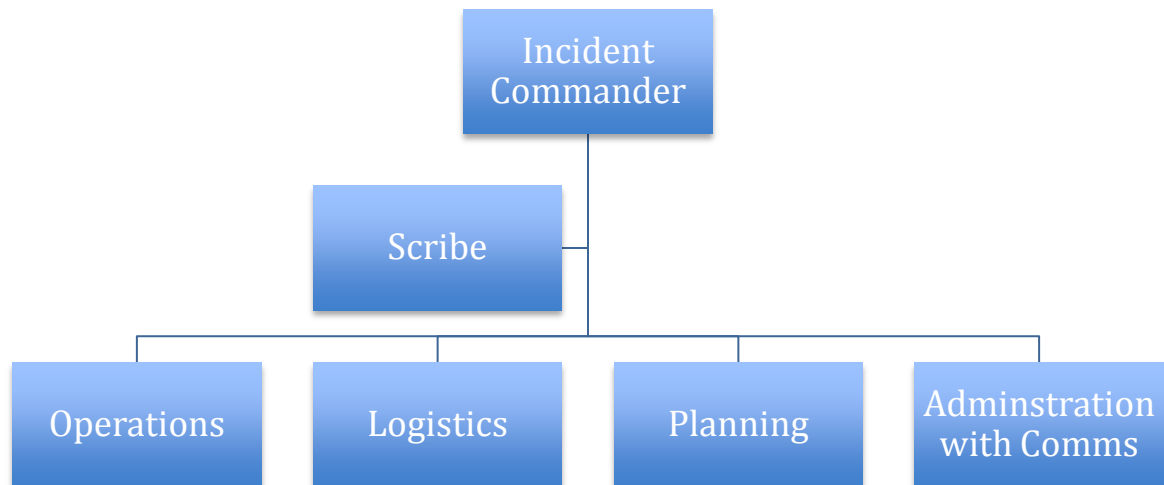 Incident
Commander
Scribe
Operations
Logistics
Planning
Adminstration
with Comms